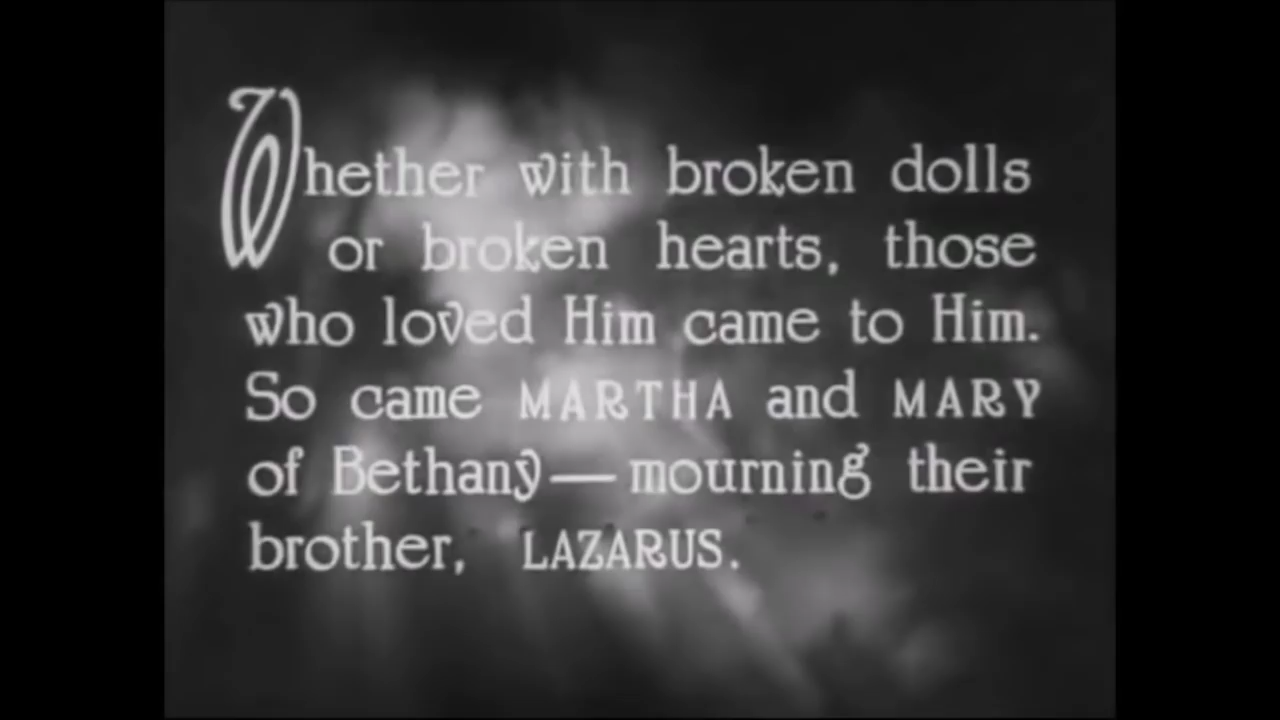 Whether with broken dolls
or broken hearts, those
who loved Him came to Him.
So came MARTHA and MARY
of Bethany—mourning their
brother, LAZARUS.